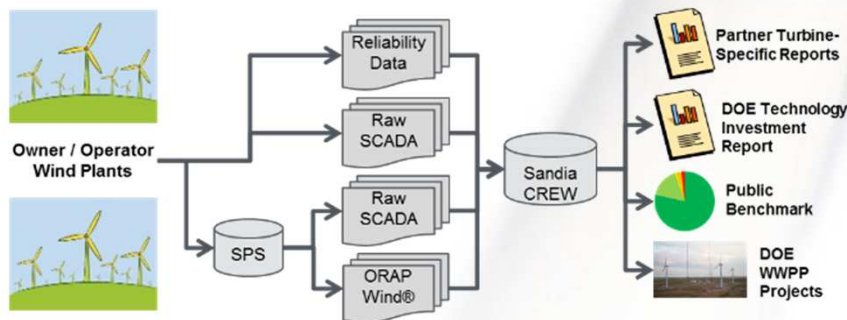 Owner / Operator
Wind Plants
Reliability
Data
Raw
SCADA
SPS
Raw
SCADA
ORAP
Wind®
Sandia
CREW
Partner Turbine-
Specific Reports
DOE Technology
Investment
Report
Public
Benchmark
DOE
WWPP
Projects